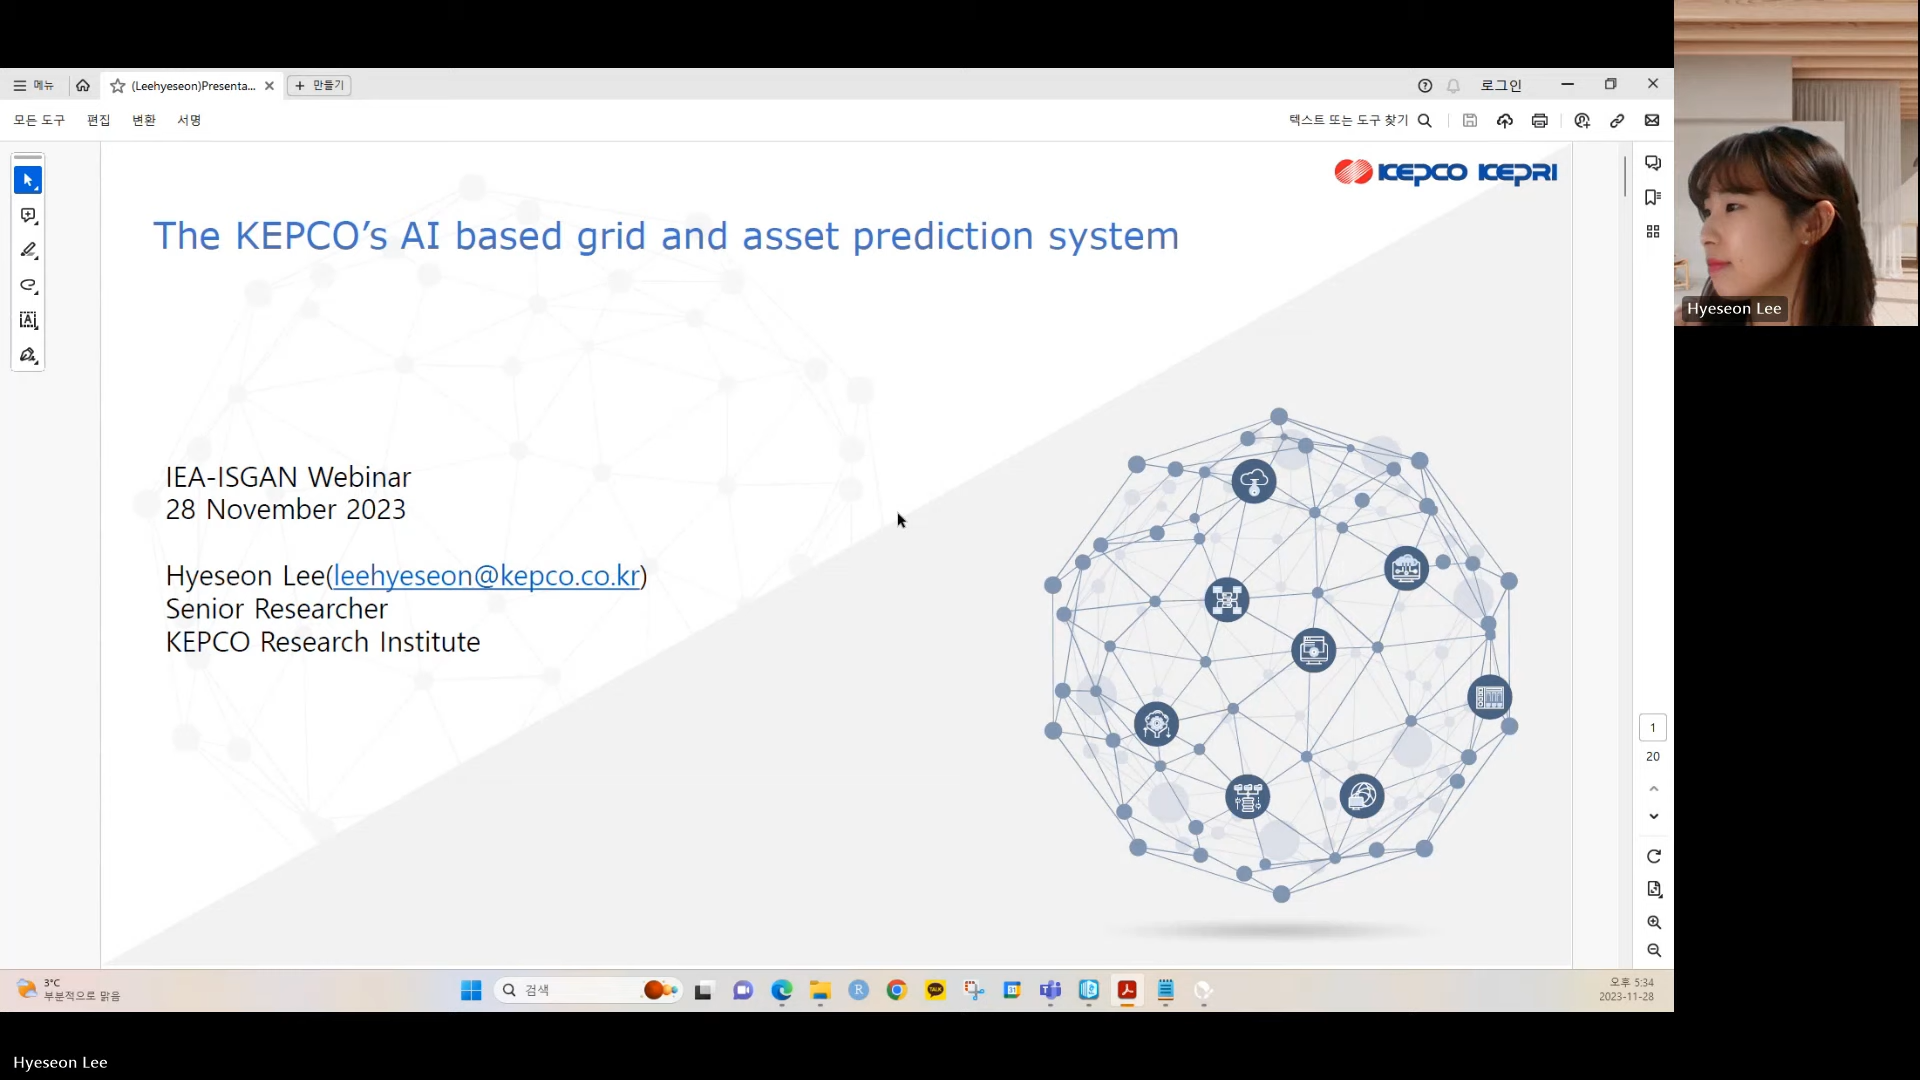 메뉴
(Leehyeseon)Presenta...
만들기
로그인
모든 도구
편집
변환
서명
텍스트 또는 도구 찾기
KEPCO KEPRI
The KEPCO’s AI based grid and asset prediction system
IEA-ISGAN Webinar
28 November 2023
Hyeseon Lee(leehyeseon@kepco.co.kr)
Senior Researcher
KEPCO Research Institute
Hyeseon Lee
1
20
3°C
부분적으로 맑음
검색
오후 5:34
2023-11-28
Hyeseon Lee